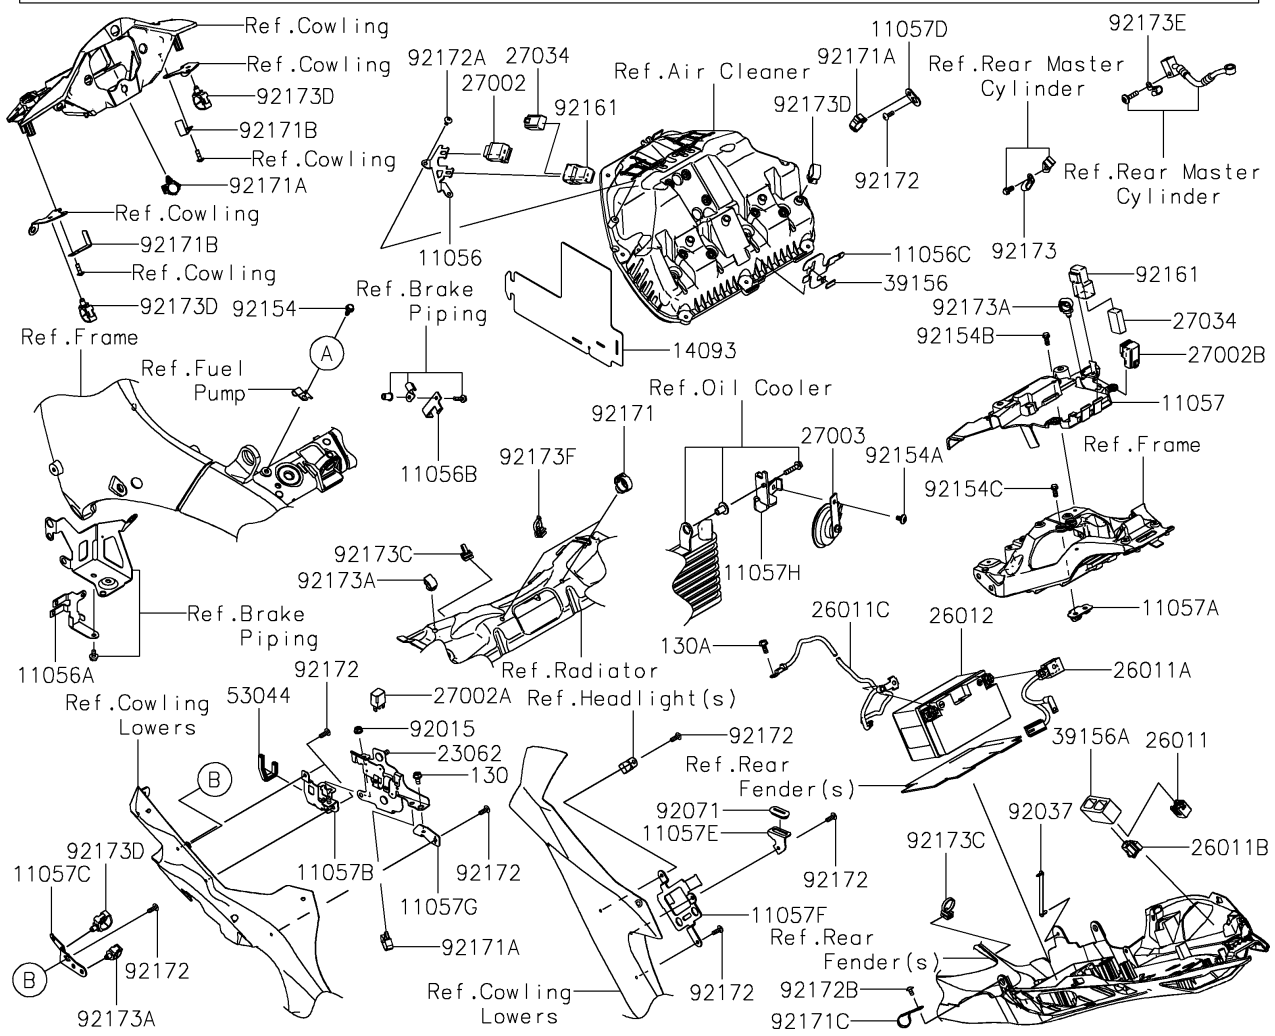 Ref.Cowling
Ref.Cowling
92173D
92171B
Ref.Cowling
92171A
Ref.Cowling
92171B
Ref.Cowling
92173D
92154
Ref.Frame
A
Ref.Fuel
Pump
92172A
27034
27002
92161
11056
Ref.Air Cleaner
92173D
11057D
92171A
92172
92173E
Ref.Rear Master
Cylinder
Ref.Rear Master
Cylinder
92173
11056C
39156
Ref.Brake
Piping
14093
11056B
92161
92173A
27034
92154B
27002B
11057
Ref.Frame
92154C
11057A
Ref.Oil Cooler
92171
27003
92154A
92173F
92173C
92173A
11057H
Ref.Radiator
Ref.Brake
Piping
11056A
26011C
26012
130A
26011A
Ref.Cowling
Lowers
53044
92172
27002A
92015
23062
130
Ref.Headlight(s)
92172
Ref.Rear
Fender(s)
39156A
26011
92071
11057E
92037
26011B
92173C
B
92173D
11057C
11057B
92172
11057G
92172
11057F
92171A
Ref.Rear
Fender(s)
B
92172
92173A
Ref.Cowling
Lowers
92172
92172B
92171C